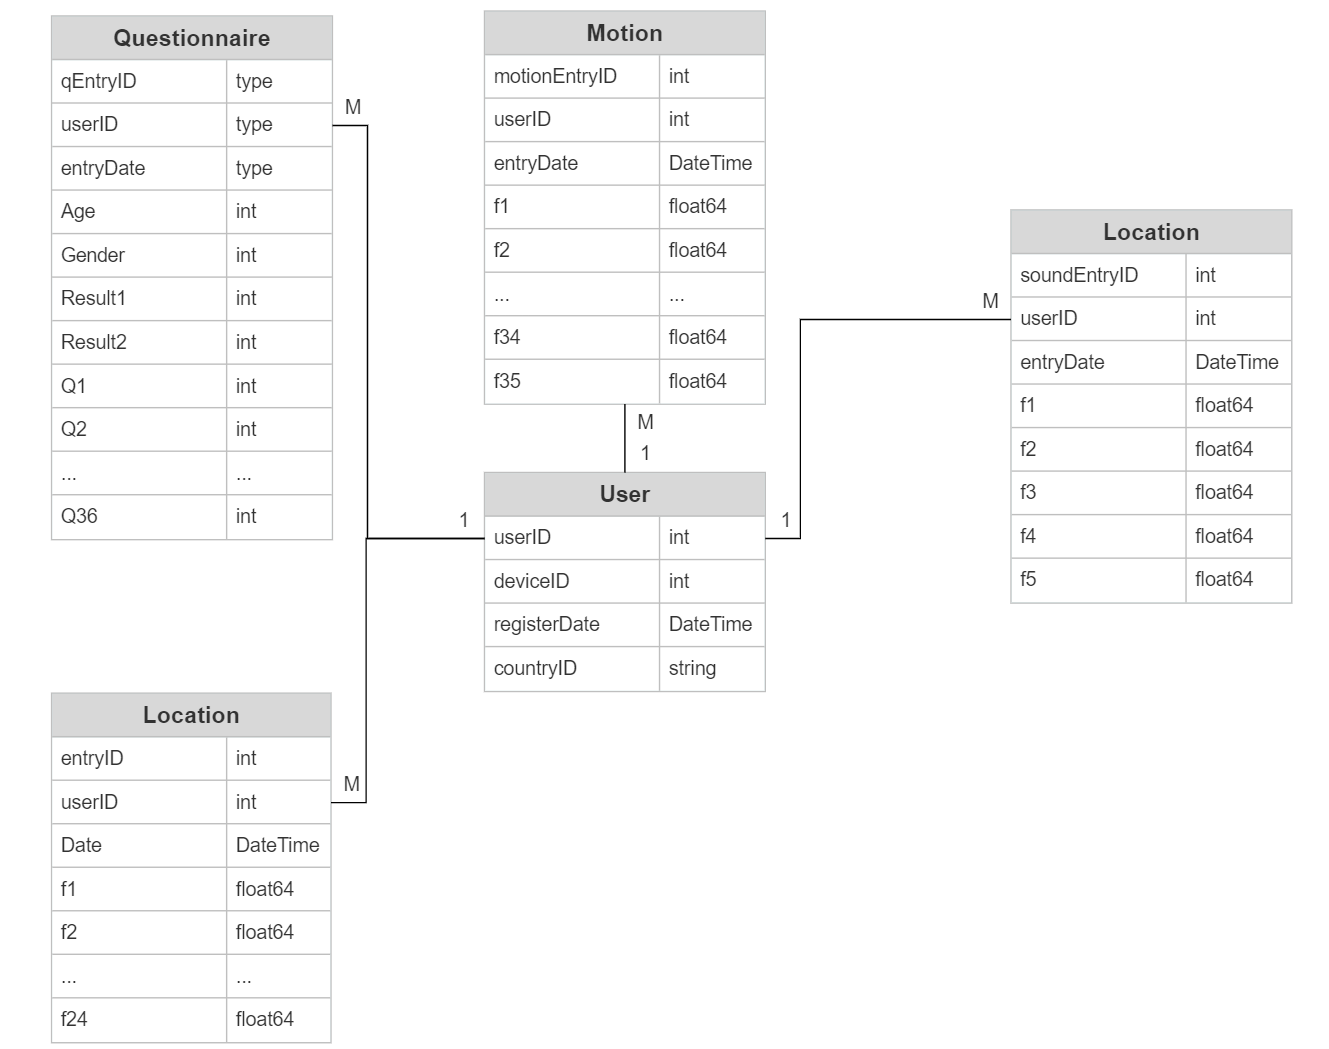 Questionnaire
qEntryID type
userID type
entryDate type
Age int
Gender int
Result1 int
Result2 int
Q1 int
Q2 int
... ...
Q36 int
M
Motion
motionEntryID int
userID int
entryDate DateTime
f1 float64
f2 float64
... ...
f34 float64
f35 float64
M
1
User
userID int
deviceID int
registerDate DateTime
countryID string
1
1
M
Location
soundEntryID int
userID int
entryDate DateTime
f1 float64
f2 float64
f3 float64
f4 float64
f5 float64
Location
entryID int
userID int
Date DateTime
f1 float64
f2 float64
... ...
f24 float64
M